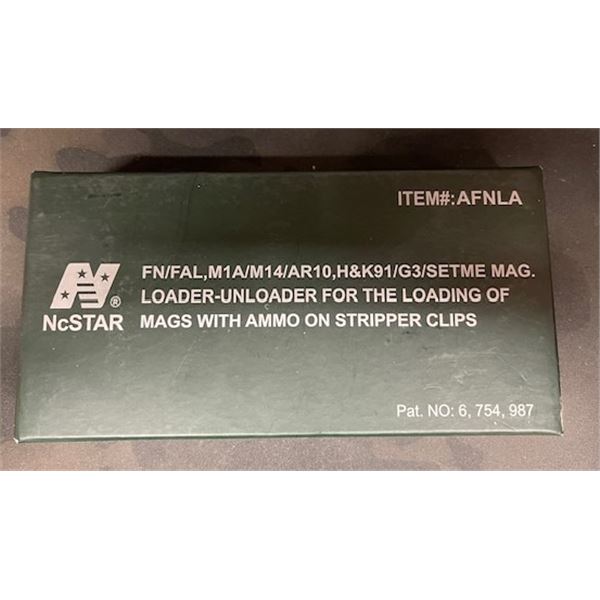 ITEM#:AFNLA
FN/FAL,M1A/M14/AR10,H&K91/G3/SETME MAG.
LOADER-UNLOADER FOR THE LOADING OF
MAGS WITH AMMO ON STRIPPER CLIPS
N®
NcSTAR
Pat. NO: 6, 754, 987